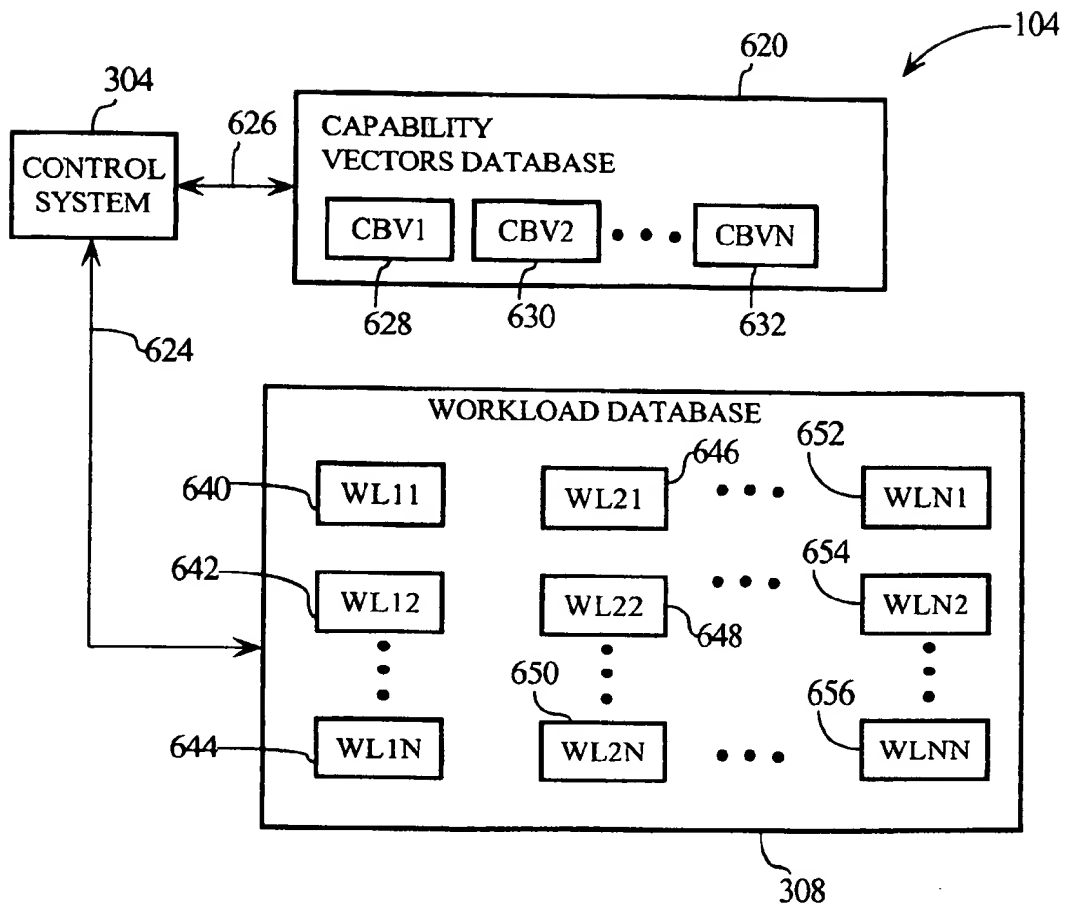 104
620
304
626
CAPABILITY
VECTORS DATABASE
CONTROL
SYSTEM
CBV1 CBV2 CBVN
628 630 632
624
WORKLOAD DATABASE
646 652
640 WL11 WL21 WLN1
642 654
WL12 WL22 WLN2
648
650 656
644 WL1N WL2N WLNN
308